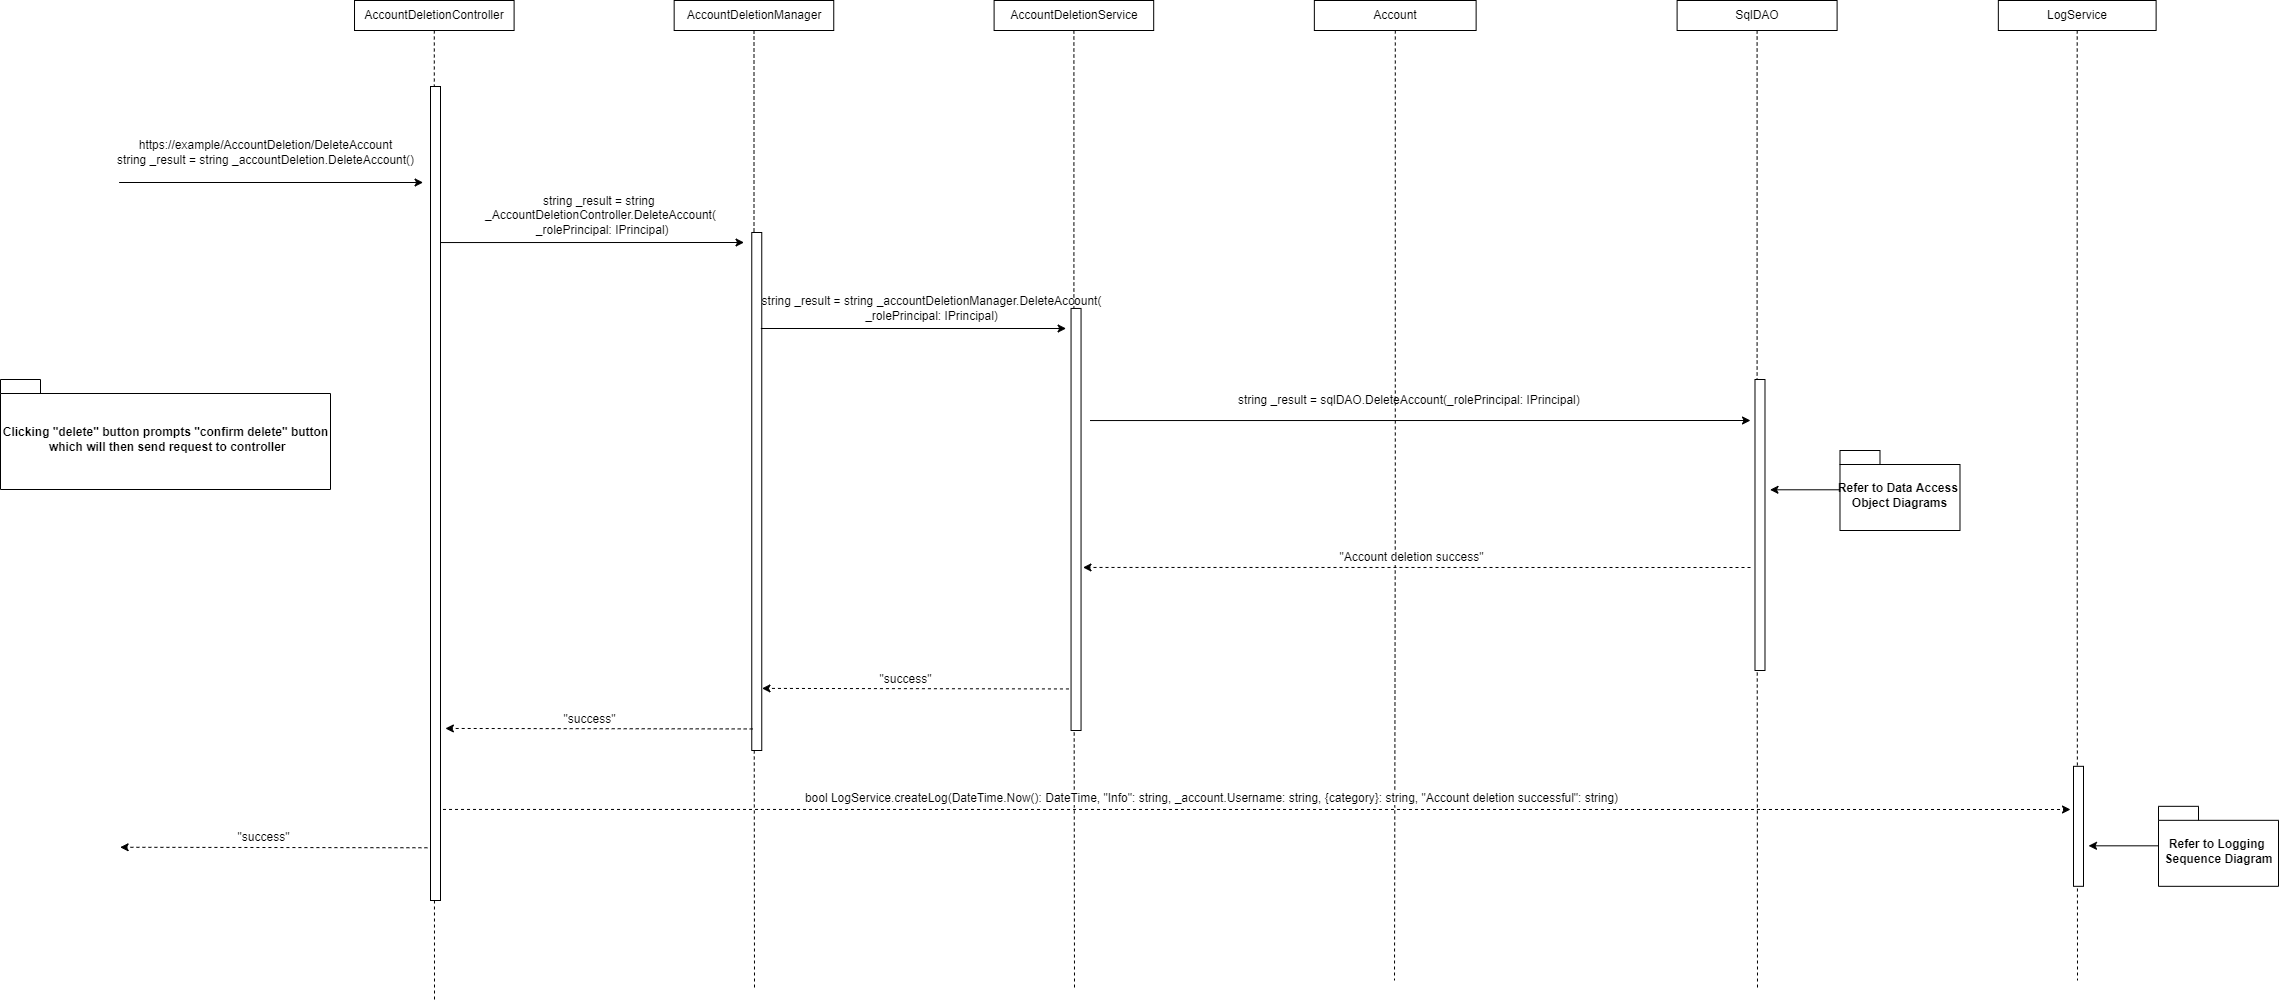 AccountDeletionController
AccountDeletionManager
AccountDeletionService
Account
SqlDAO
LogService
https://example/AccountDeletion/DeleteAccount
string _result = string _accountDeletion.DeleteAccount()
string _result = string
_AccountDeletionController.DeleteAccount(
_rolePrincipal: IPrincipal)
string _result = string _accountDeletionManager.DeleteAccount(
_rolePrincipal: IPrincipal)
string _result = sqlDAO.DeleteAccount(_rolePrincipal: IPrincipal)
Clicking "delete" button prompts "confirm delete" button
which will then send request to controller
Refer to Data Access
Object Diagrams
"Account deletion success"
"success"
"success"
bool LogService.createLog(DateTime.Now(): DateTime, "Info": string, _account.Username: string, {category}: string, "Account deletion successful": string)
"success"
Refer to Logging
Sequence Diagram